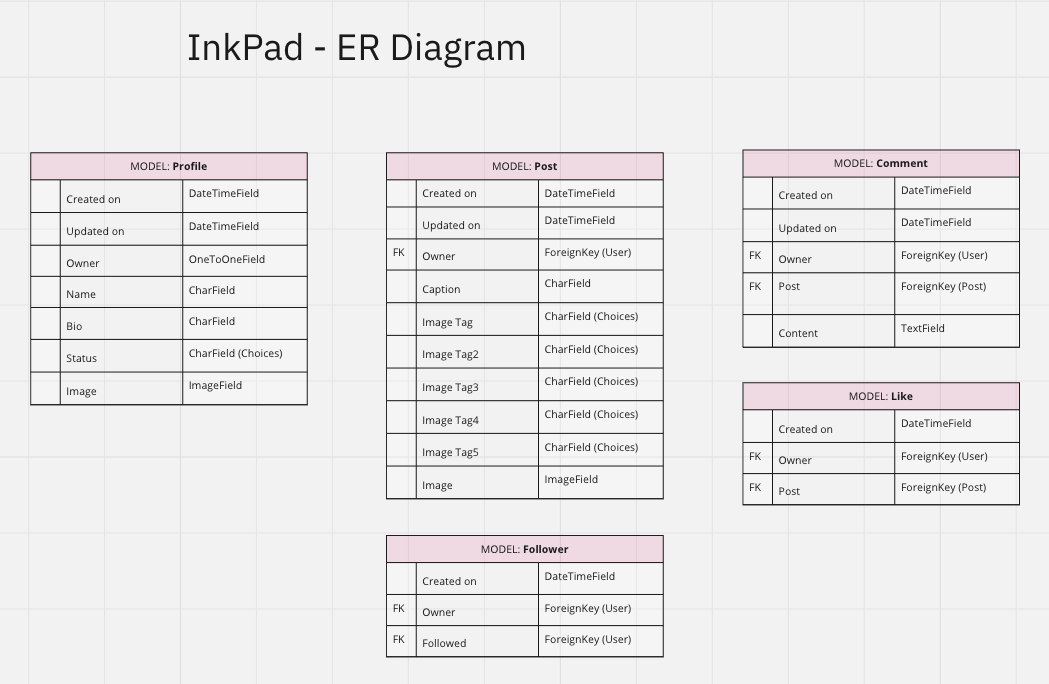 InkPad - ER Diagram
MODEL: Profile
Created on DateTimeField
Updated on DateTimeField
Owner OneToOneField
Name CharField
Bio CharField
Status CharField (Choices)
Image ImageField
MODEL: Post
Created on DateTimeField
Updated on DateTimeField
FK Owner ForeignKey (User)
Caption CharField
Image Tag CharField (Choices)
Image Tag2 CharField (Choices)
Image Tag3 CharField (Choices)
Image Tag4 CharField (Choices)
Image Tag5 CharField (Choices)
Image ImageField
MODEL: Follower
Created on DateTimeField
FK Owner ForeignKey (User)
FK Followed ForeignKey (User)
MODEL: Comment
Created on DateTimeField
Updated on DateTimeField
FK Owner ForeignKey (User)
FK Post ForeignKey (Post)
Content TextField
MODEL: Like
Created on DateTimeField
FK Owner ForeignKey (User)
FK Post ForeignKey (Post)